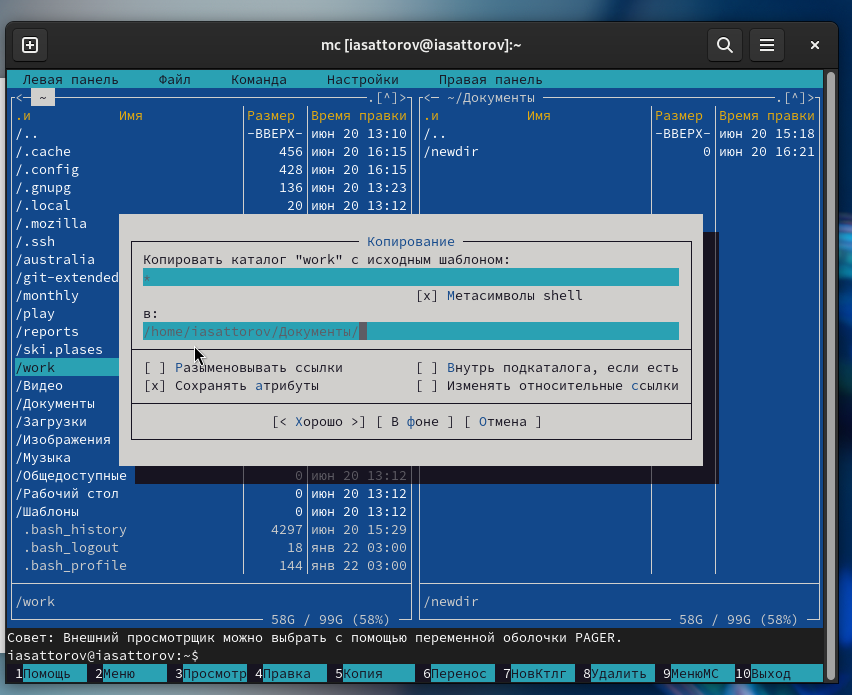 mc [iasattorov@iasattorov]:~
Левая панель Файл Команда Настройки Правая панель
<─ ~ .[^]> <─ ~/Документы .[^]>
.и Имя Размер Время правки .и Имя Размер Время правки
/.. -ВВЕРХ- июн 20 13:10 /.. -ВВЕРХ- июн 20 15:18
/.cache 456 июн 20 16:15 /newdir 0 июн 20 16:21
/.config 428 июн 20 16:15
/.gnupg 136 июн 20 13:23
/.local 20 июн 20 13:12
/.mozilla
/.ssh Копирование
/australia Копировать каталог "work" с исходным шаблоном:
/git-extended *
/monthly [x] Метасимволы shell
/play в:
/reports /home/iasattorov/Документы/
/ski.plases
/work [ ] Разыменовывать ссылки [ ] Внутрь подкаталога, если есть
/Видео [x] Сохранять атрибуты [ ] Изменять относительные ссылки
/Документы
/Загрузки [< Хорошо >] [ В фоне ] [ Отмена ]
/Изображения
/Музыка
/Общедоступные 0 июн 20 13:12
/Рабочий стол 0 июн 20 13:12
/Шаблоны 0 июн 20 13:12
.bash_history 4297 июн 20 15:29
.bash_logout 18 янв 22 03:00
.bash_profile 144 янв 22 03:00
/work /newdir
58G / 99G (58%) 58G / 99G (58%)
Совет: Внешний просмотрщик можно выбрать с помощью переменной оболочки PAGER.
iasattorov@iasattorov:~$
1Помощь 2Меню 3Просмотр 4Правка 5Копия 6Перенос 7НовКтлг 8Удалить 9МенюМС 10Выход